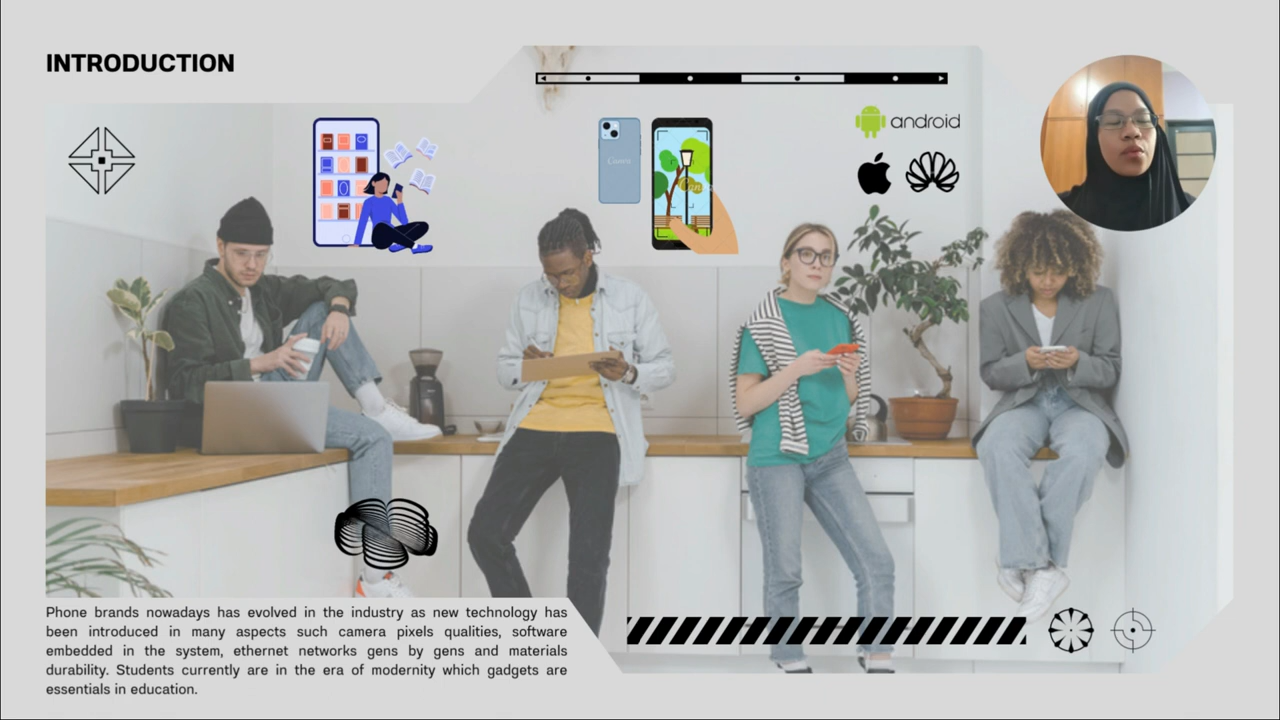 INTRODUCTION
android
Phone brands nowadays has evolved in the industry as new technology has
been introduced in many aspects such camera pixels qualities, software
embedded in the system, ethernet networks gens by gens and materials
durability. Students currently are in the era of modernity which gadgets are
essentials in education.